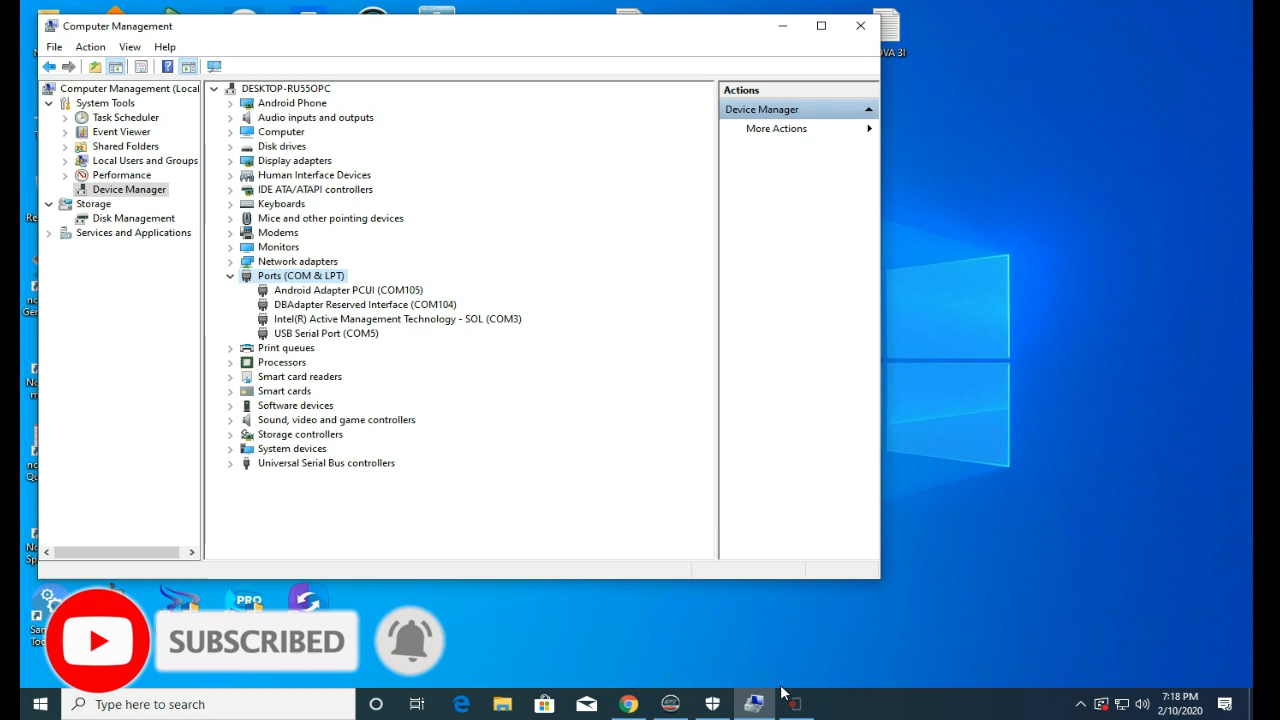 Computer Management
File Action View Help
Computer Management (Local
System Tools
Task Scheduler
Event Viewer
Shared Folders
Local Users and Groups
Performance
Device Manager
Storage
Disk Management
Services and Applications
DESKTOP-RU55OPC
Android Phone
Audio inputs and outputs
Computer
Disk drives
Display adapters
Human Interface Devices
IDE ATA/ATAPI controllers
Keyboards
Mice and other pointing devices
Modems
Monitors
Network adapters
Ports (COM & LPT)
Android Adapter PCUI (COM105)
DBAdapter Reserved Interface (COM104)
Intel(R) Active Management Technology - SOL (COM3)
USB Serial Port (COM5)
Print queues
Processors
Smart card readers
Smart cards
Software devices
Sound, video and game controllers
Storage controllers
System devices
Universal Serial Bus controllers
Actions
Device Manager
More Actions
VA 3I
PRO
SUBSCRIBED
Type here to search
7:18 PM
2/10/2020